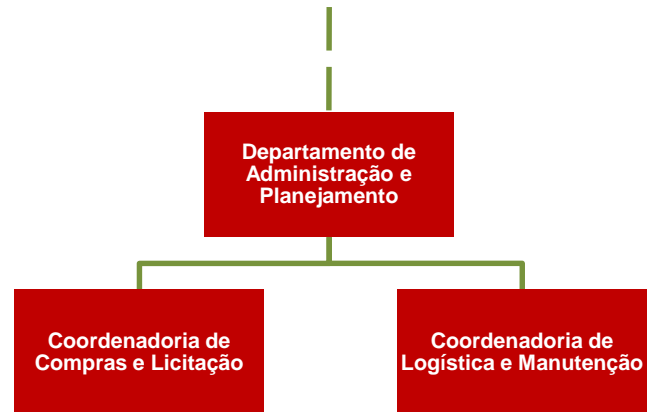 Departamento de
Administração e
Planejamento
Coordenadoria de
Compras e Licitação
Coordenadoria de
Logística e Manutenção